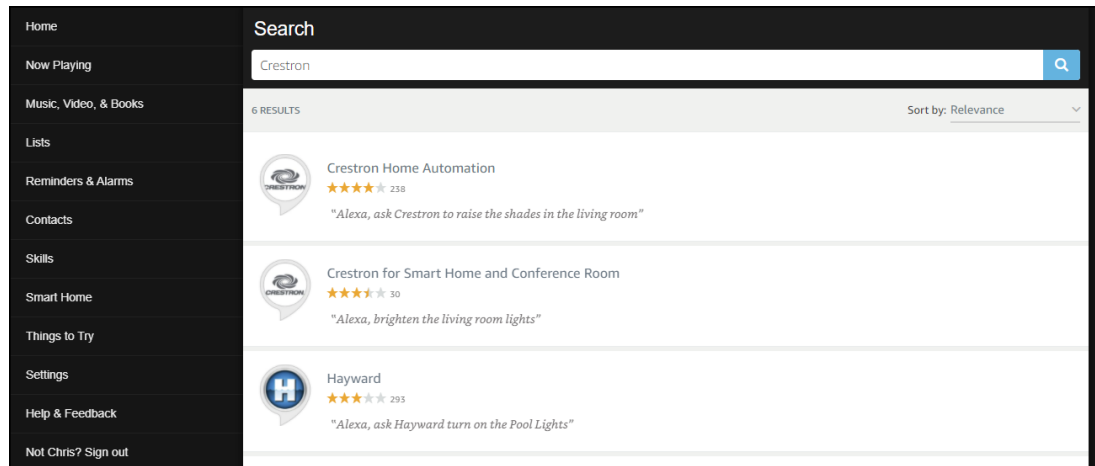 Home
Now Playing
Music, Video, & Books
Lists
Reminders & Alarms
Contacts
Skills
Smart Home
Things to Try
Settings
Help & Feedback
Not Chris? Sign out
Search
Crestron
6 RESULTS
Sort by: Relevance
CRESTRON
Crestron Home Automation
238
"Alexa, ask Crestron to raise the shades in the living room"
CRESTRON
Crestron for Smart Home and Conference Room
30
"Alexa, brighten the living room lights"
H
Hayward
293
"Alexa, ask Hayward turn on the Pool Lights"